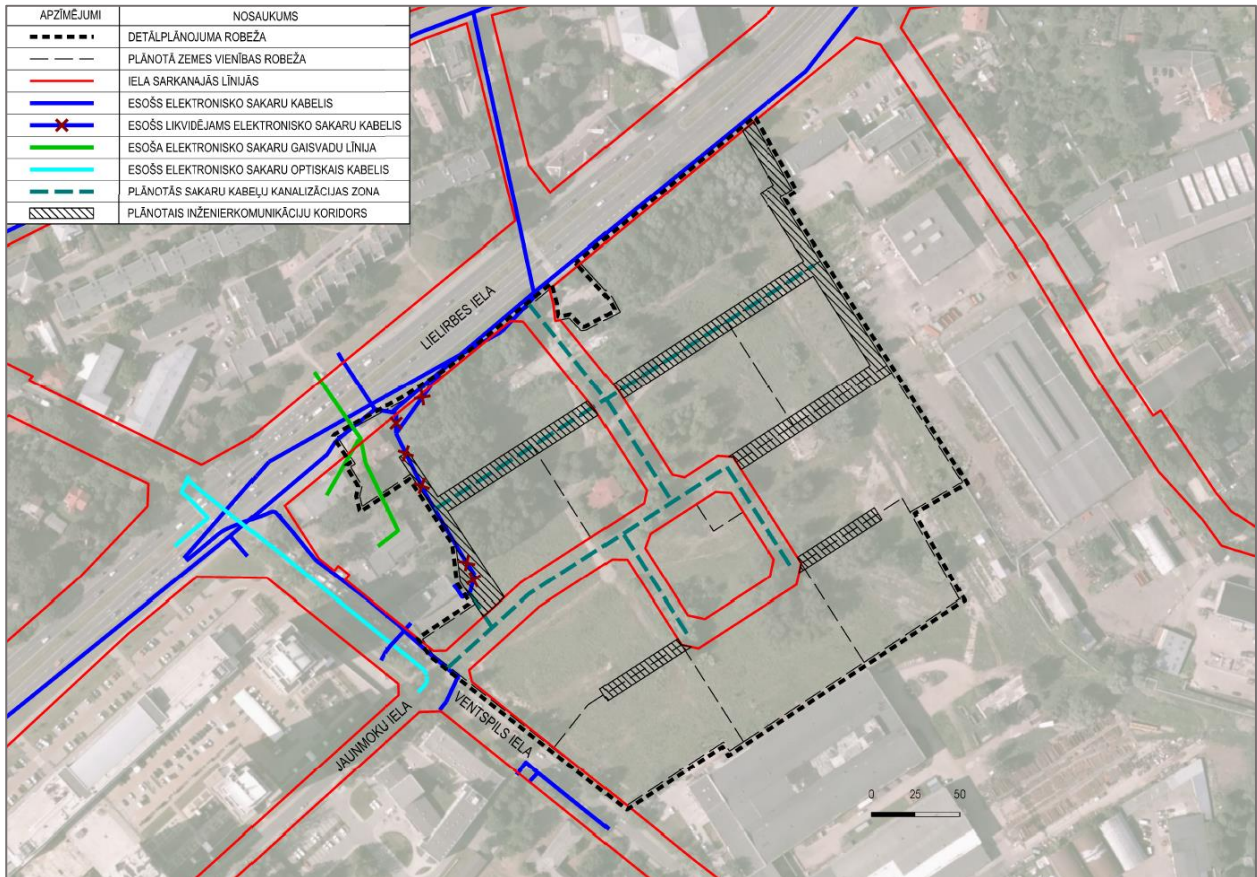 APZĪMĒJUMI NOSAUKUMS
DETĀLPLĀNOJUMA ROBEŽA
PLĀNOTĀ ZEMES VIENĪBAS ROBEŽA
IELA SARKANAJĀS LĪNIJĀS
ESOŠS ELEKTRONISKO SAKARU KABELIS
ESOŠS LIKVIDĒJAMS ELEKTRONISKO SAKARU KABELIS
ESOŠA ELEKTRONISKO SAKARU GAISVADU LĪNIJA
ESOŠS ELEKTRONISKO SAKARU OPTISKAIS KABELIS
PLĀNOTĀS SAKARU KABEĻU KANALIZĀCIJAS ZONA
PLĀNOTAIS INŽENIERKOMUNIKĀCIJU KORIDORS
LIELIRBES IELA
JAUNMOKU IELA
VENTSPILS IELA
0 25 50